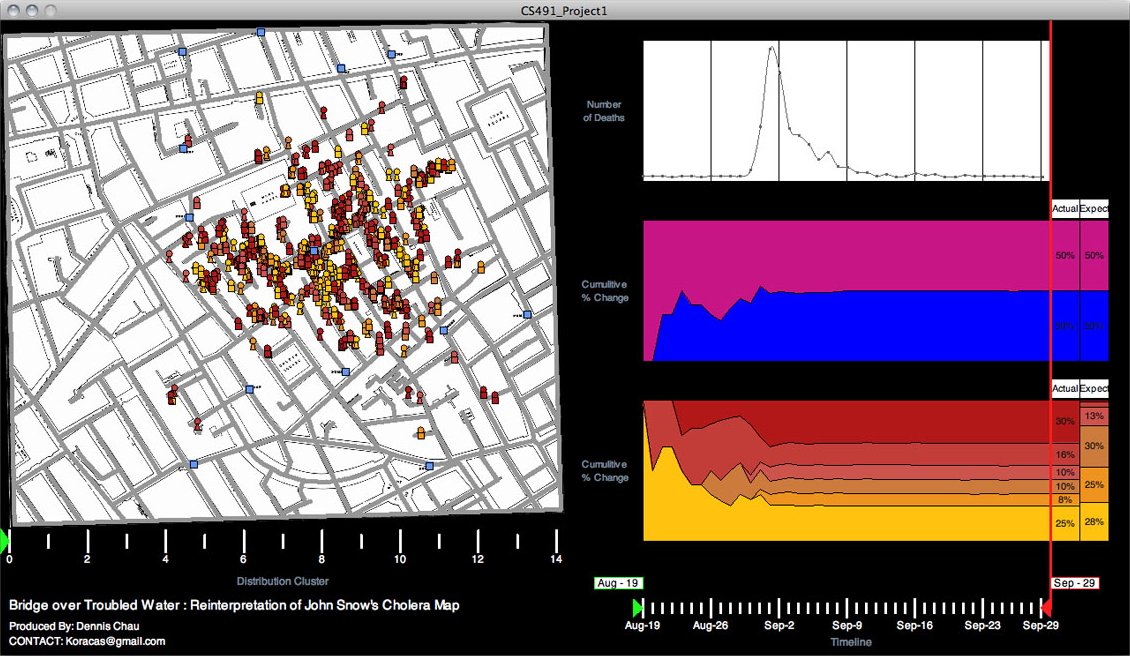 CS491_Project1
Number
of Deaths
Actual Expect
50% 50%
Cumulitive
% Change
Actual Expect
30% 13%
30%
16%
10%
25%
10%
8%
25% 28%
Cumulitive
% Change
0 2 4 6 8 10 12 14
Distribution Cluster
Aug - 19 Sep - 29
Aug-19 Aug-26 Sep-2 Sep-9 Sep-16 Sep-23 Sep-29
Timeline
Bridge over Troubled Water : Reinterpretation of John Snow's Cholera Map
Produced By: Dennis Chau
CONTACT: Koracas@gmail.com